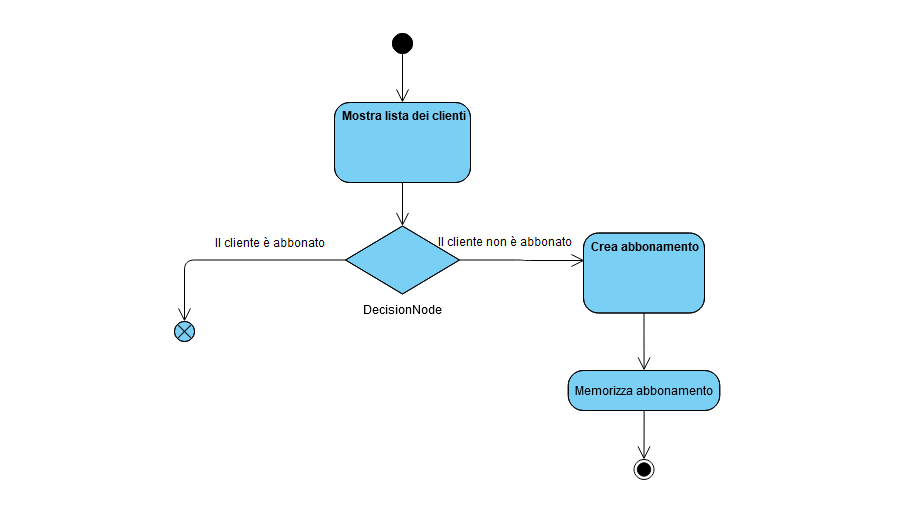 Mostra lista dei clienti
Il cliente è abbonato
Il cliente non è abbonato
Crea abbonamento
DecisionNode
Memorizza abbonamento